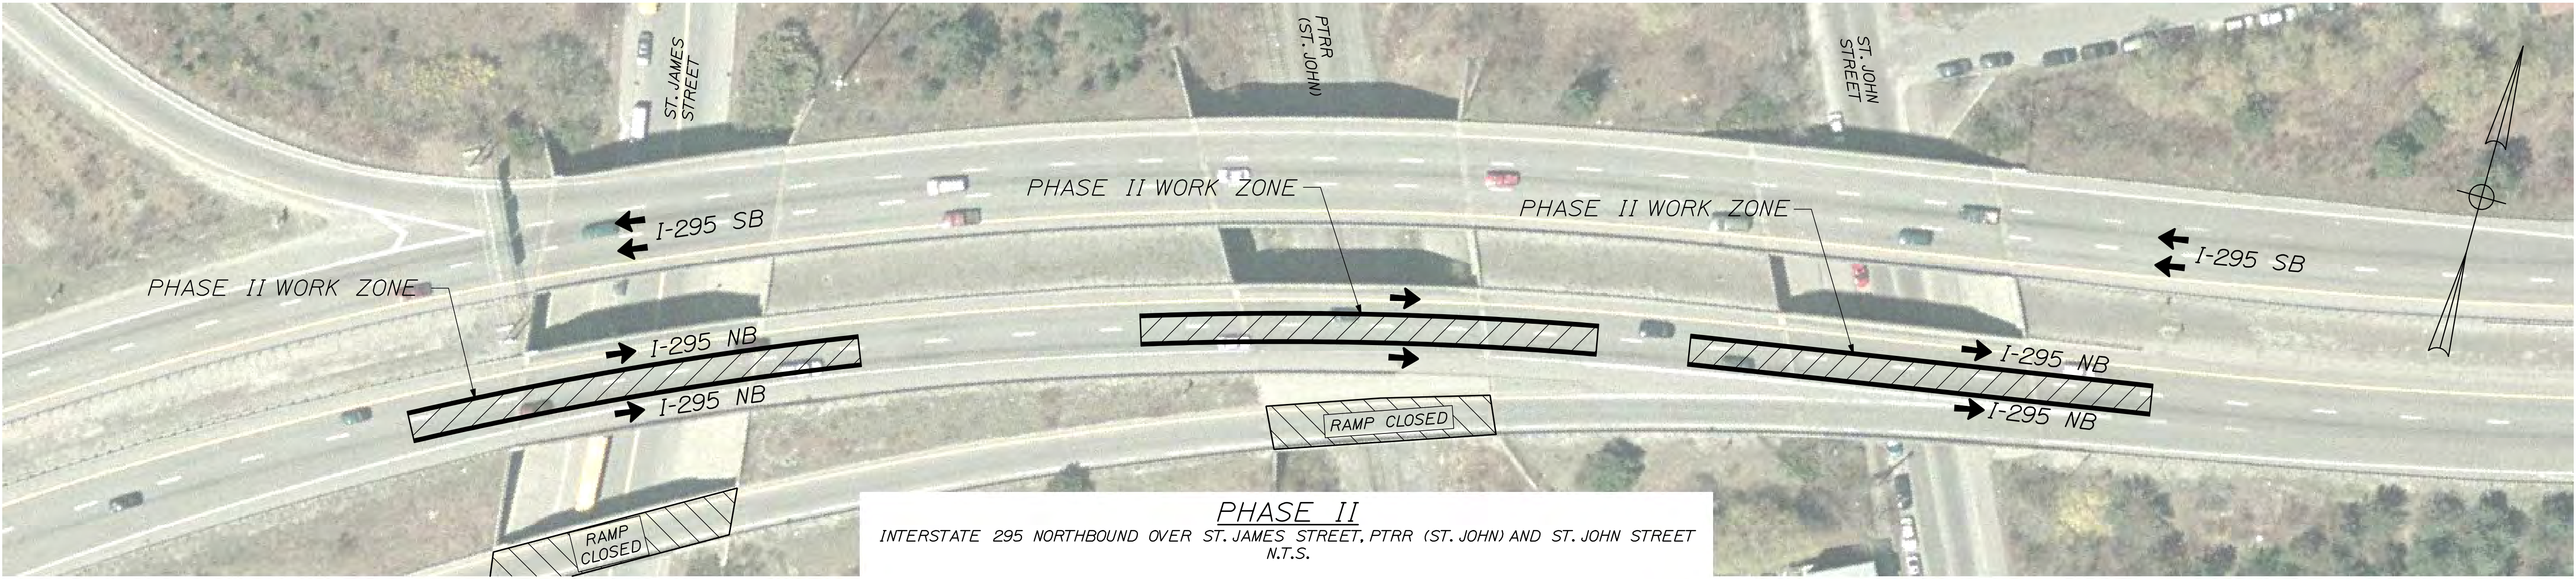 ST. JAMES
STREET
PTRR
(ST. JOHN)
ST. JOHN
STREET
PHASE II WORK ZONE
PHASE II WORK ZONE
I-295 SB
I-295 SB
PHASE II WORK ZONE
I-295 NB
I-295 NB
I-295 NB
I-295 NB
RAMP CLOSED
RAMP
CLOSED
PHASE II
INTERSTATE 295 NORTHBOUND OVER ST. JAMES STREET, PTRR (ST. JOHN) AND ST. JOHN STREET
N.T.S.